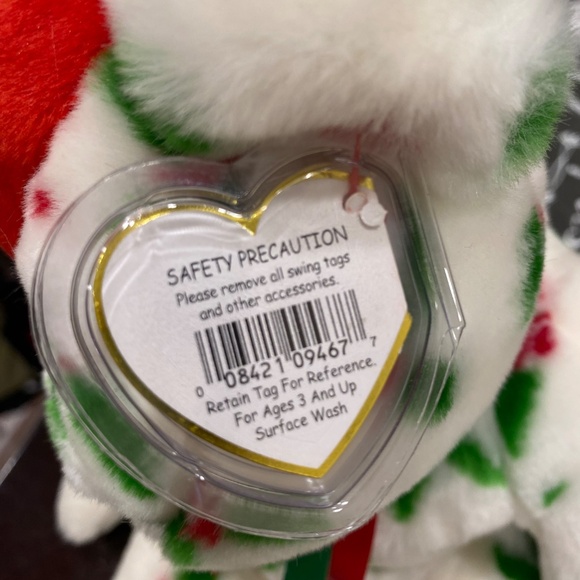 SAFETY PRECAUTION
Please remove all swing tags
and other accessories.
0 08421 09467 7
Retain Tag For Reference.
For Ages 3 And Up
Surface Wash